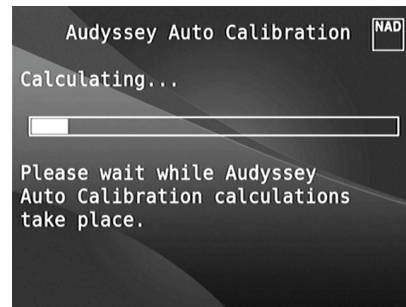 Audyssey Auto Calibration
NAD
Calculating...
Please wait while Audyssey
Auto Calibration calculations
take place.